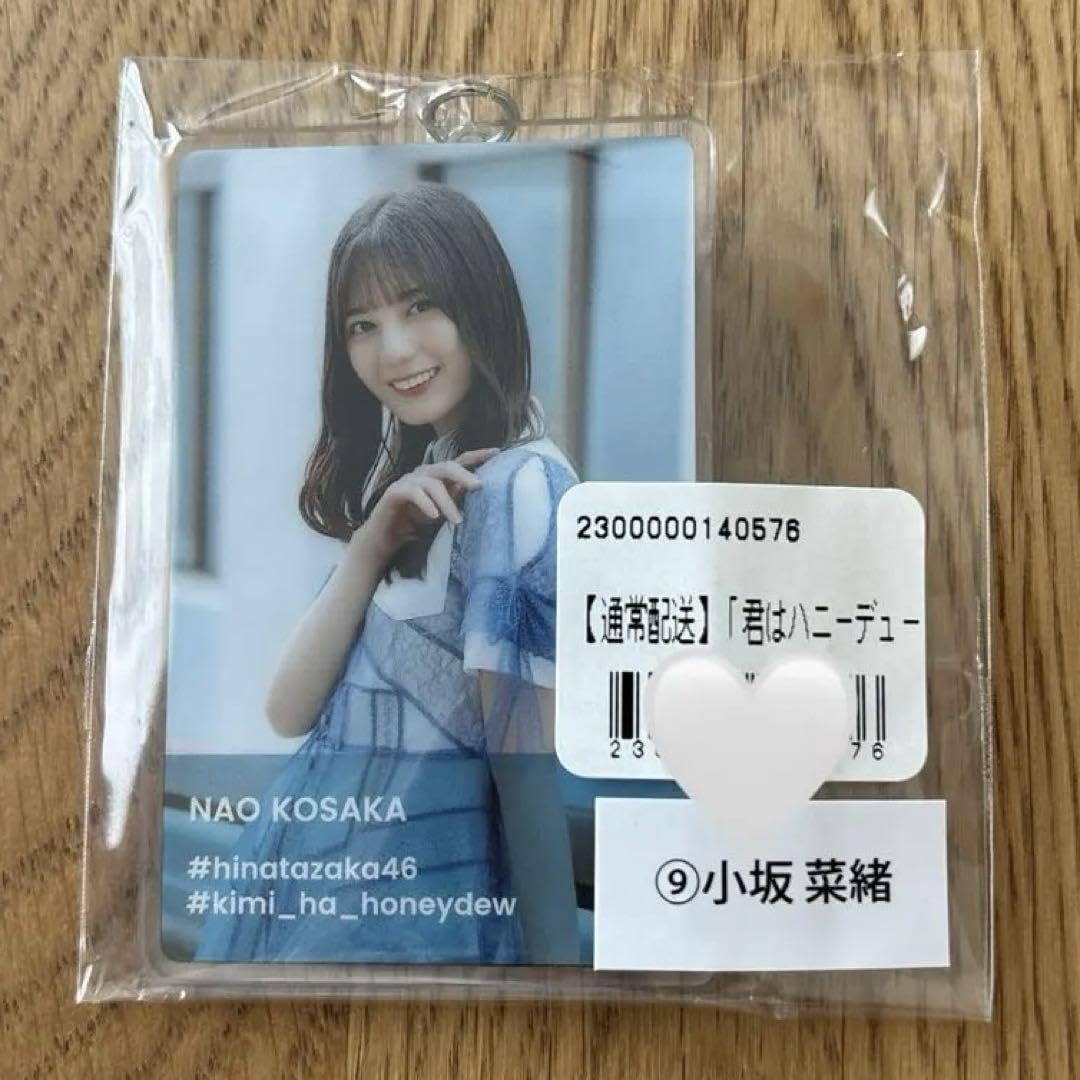 NAO KOSAKA
#hinatazaka46
#kimi_ha_honeydew
2300000140576
【通常配送】「君はハニーデュー
⑨小坂 菜緒